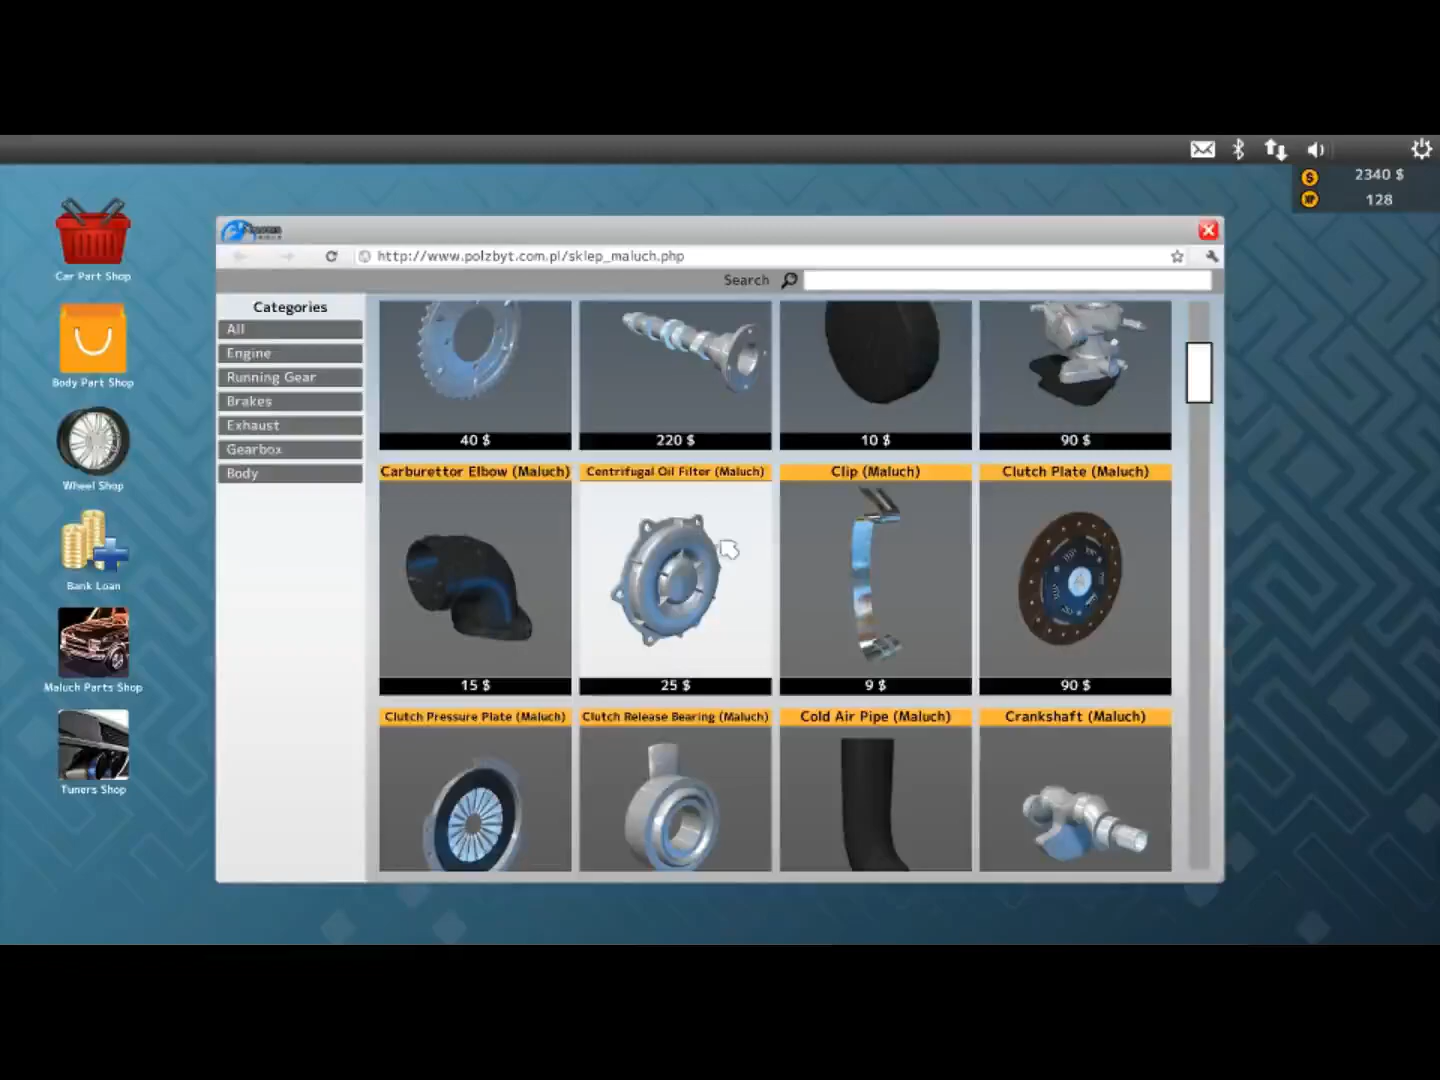 2340 $
128
http://www.polzbyt.com.pl/sklep_maluch.php
Search
Categories
All
Engine
Running Gear
Brakes
Exhaust
Gearbox
Body
Car Part Shop
Body Part Shop
Wheel Shop
Bank Loan
Maluch Parts Shop
Tuners Shop
40 $
220 $
10 $
90 $
Carburettor Elbow (Maluch)
Centrifugal Oil Filter (Maluch)
Clip (Maluch)
Clutch Plate (Maluch)
15 $
25 $
9 $
90 $
Clutch Pressure Plate (Maluch)
Clutch Release Bearing (Maluch)
Cold Air Pipe (Maluch)
Crankshaft (Maluch)